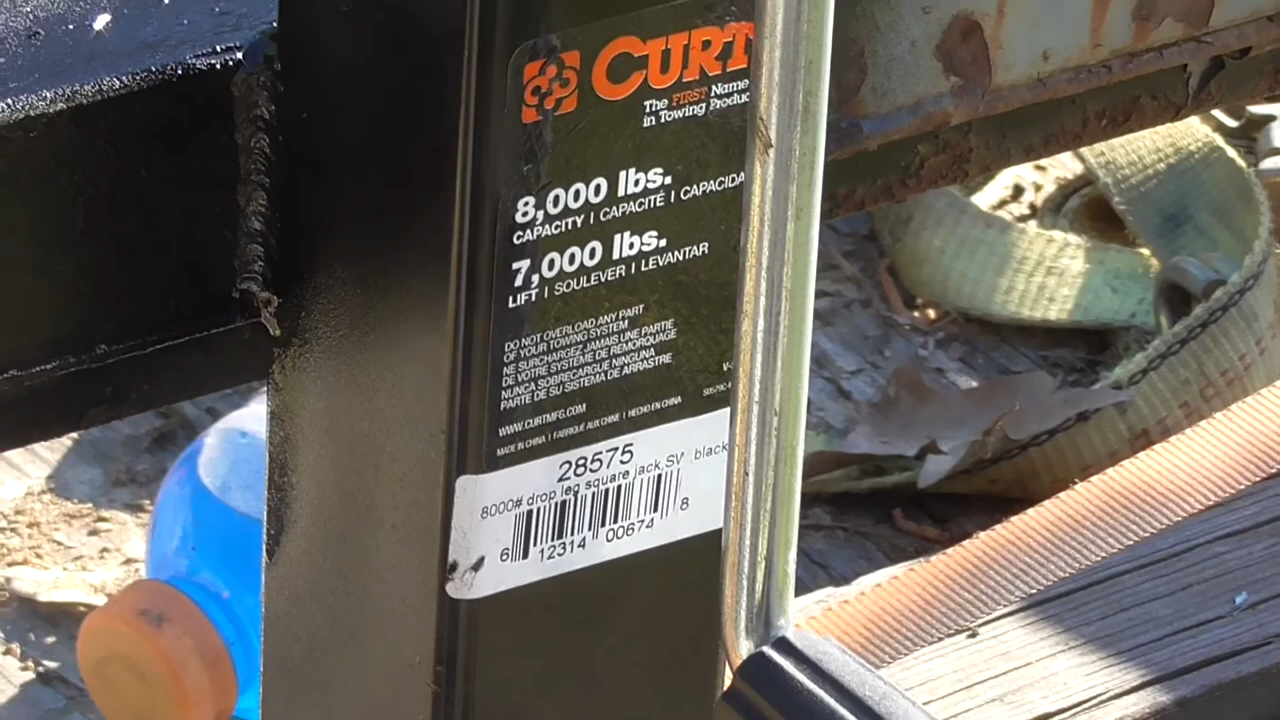 CURT
The FIRST Name
in Towing Produc
8,000 lbs.
CAPACITY I CAPACITÉ I CAPACIDA
7,000 lbs.
LIFT I SOULEVER I LEVANTAR
DO NOT OVERLOAD ANY PART
OF YOUR TOWING SYSTEM
NE SURCHARGEZ JAMAIS UNE PARTIE
DE VOTRE SYSTÈME DE REMORQUAGE
NUNCA SOBRECARGUE NINGUNA
PARTE DE SU SISTEMA DE ARRASTRE
WWW.CURTMFG.COM
MADE IN CHINA I FABRIQUÉ AUX CHINE I HECHO EN CHINA
28575
8000# drop leg square jack,SV ,black
6 12314 00674 8